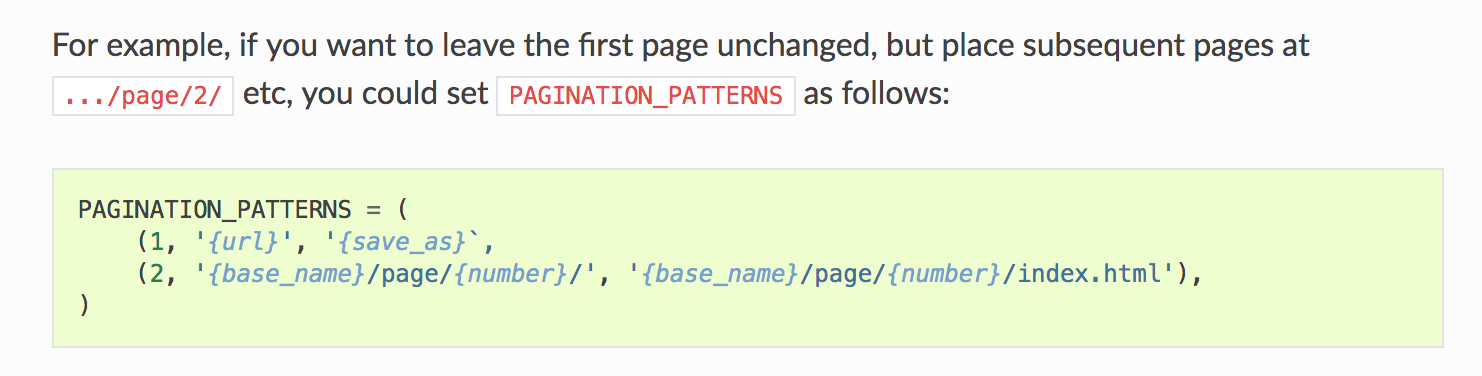 For example, if you want to leave the first page unchanged, but place subsequent pages at
.../page/2/ etc, you could set PAGINATION_PATTERNS as follows:
PAGINATION_PATTERNS = (
    (1, '{url}', '{save_as}`,
    (2, '{base_name}/page/{number}/', '{base_name}/page/{number}/index.html'),
)